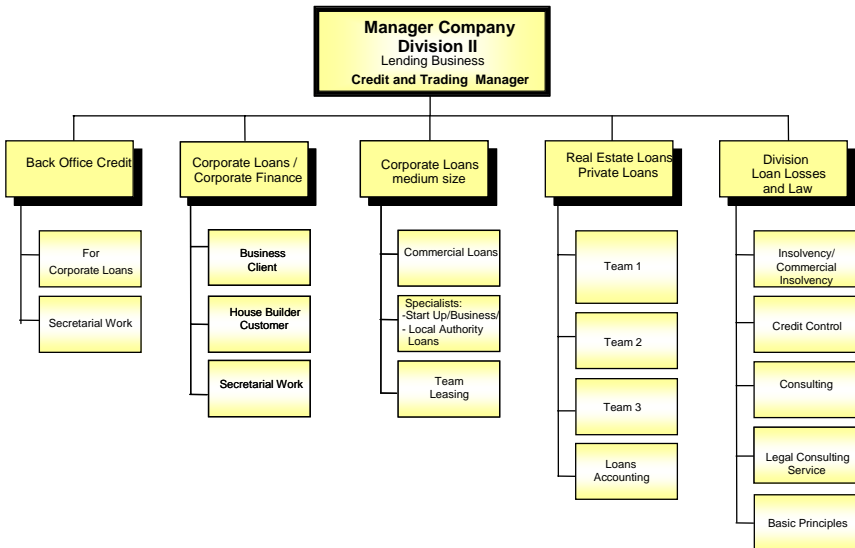 Manager Company
Division II
Lending Business
Credit and Trading Manager
Back Office Credit
Corporate Loans /
Corporate Finance
Corporate Loans
medium size
Real Estate Loans
Private Loans
Division
Loan Losses
and Law
For
Corporate Loans
Secretarial Work
Business
Client
House Builder
Customer
Secretarial Work
Commercial Loans
Specialists:
-Start Up/Business/
- Local Authority
Loans
Team
Leasing
Team 1
Team 2
Team 3
Loans
Accounting
Insolvency/
Commercial
Insolvency
Credit Control
Consulting
Legal Consulting
Service
Basic Principles